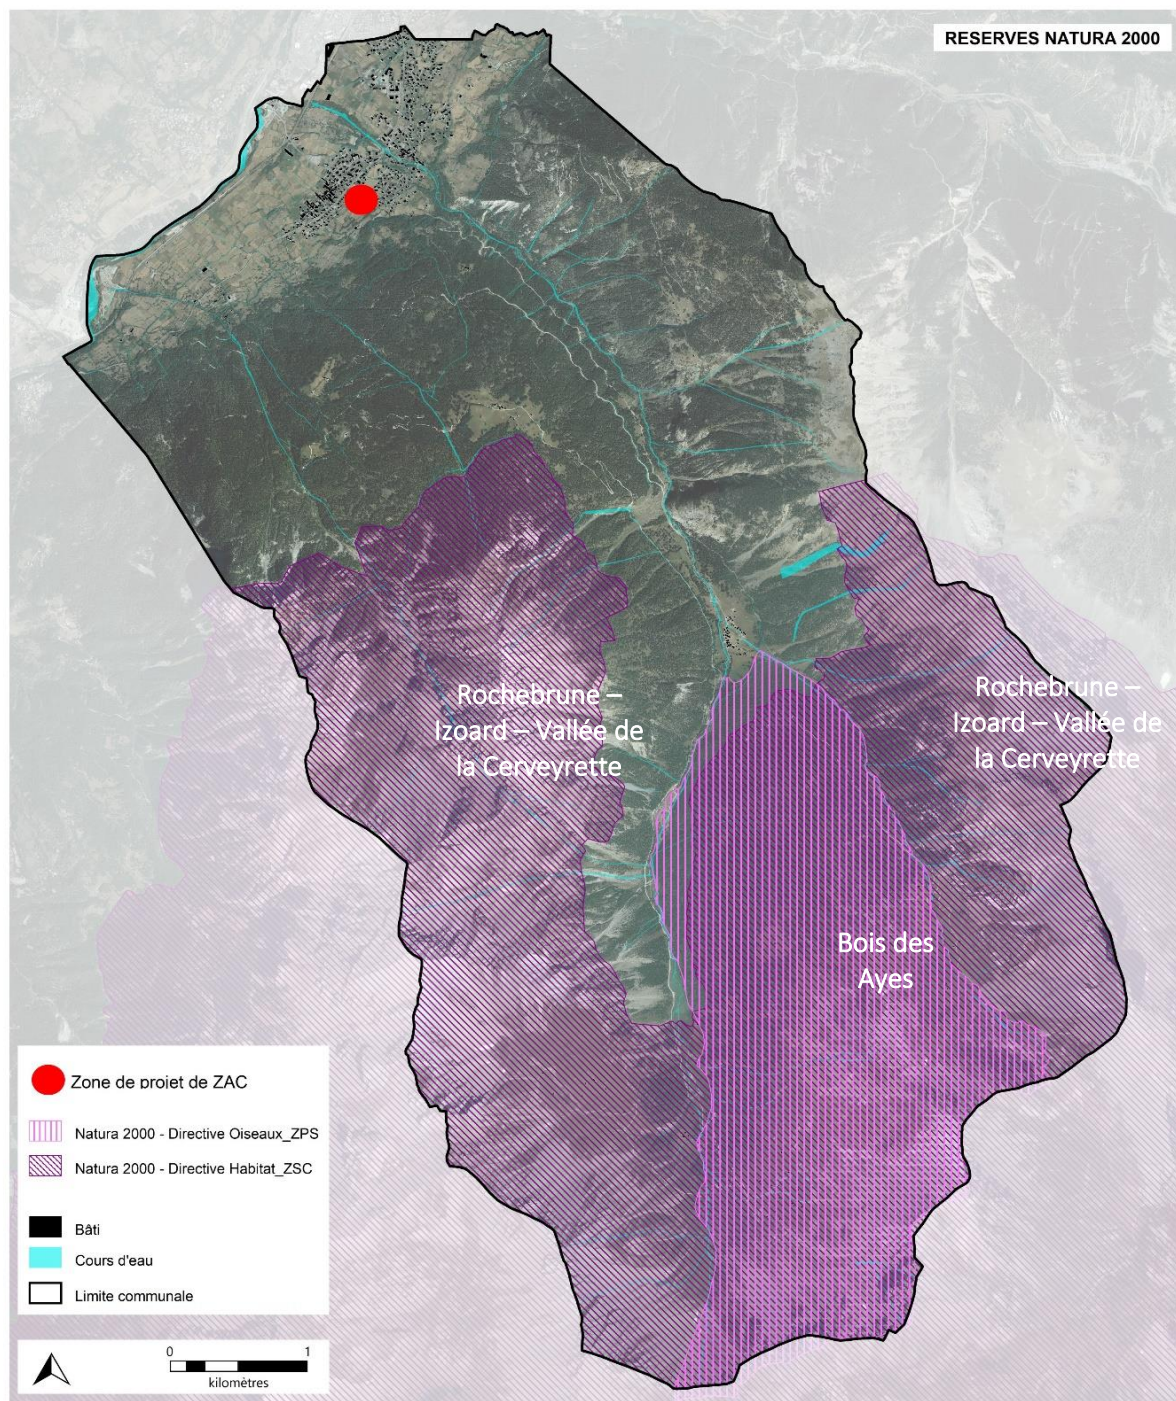 RESERVES NATURA 2000
Rochebrune –
Izoard – Vallée de
la Cerveyrette
Rochebrune –
Izoard – Vallée de
la Cerveyrette
Bois des
Ayes
Zone de projet de ZAC
Natura 2000 - Directive Oiseaux_ZPS
Natura 2000 - Directive Habitat_ZSC
Bâti
Cours d'eau
Limite communale
0 1
kilomètres